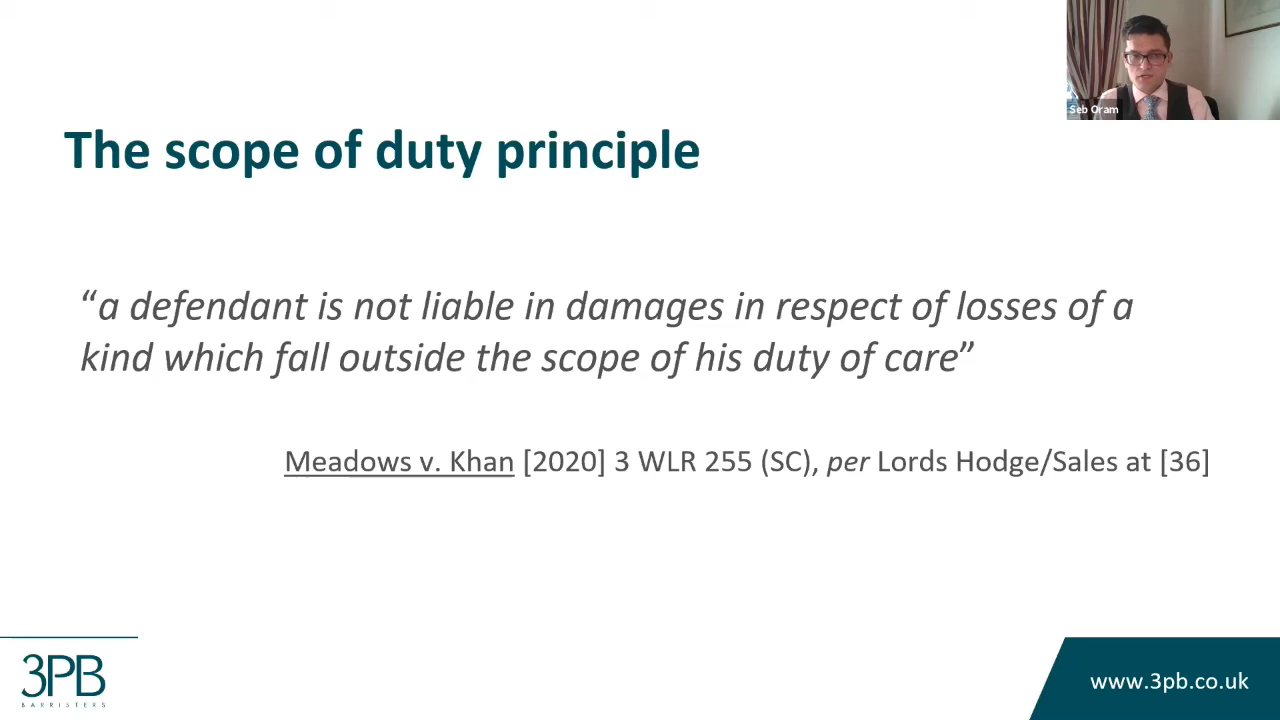 Seb Oram
The scope of duty principle
“a defendant is not liable in damages in respect of losses of a
kind which fall outside the scope of his duty of care”
Meadows v. Khan [2020] 3 WLR 255 (SC), per Lords Hodge/Sales at [36]
3PB
BARRISTERS
www.3pb.co.uk